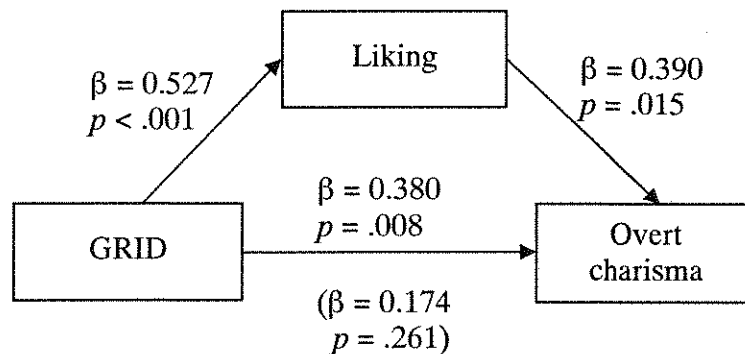 Liking
β = 0.527
p < .001
β = 0.390
p = .015
β = 0.380
p = .008
GRID
Overt
charisma
(β = 0.174
p = .261)